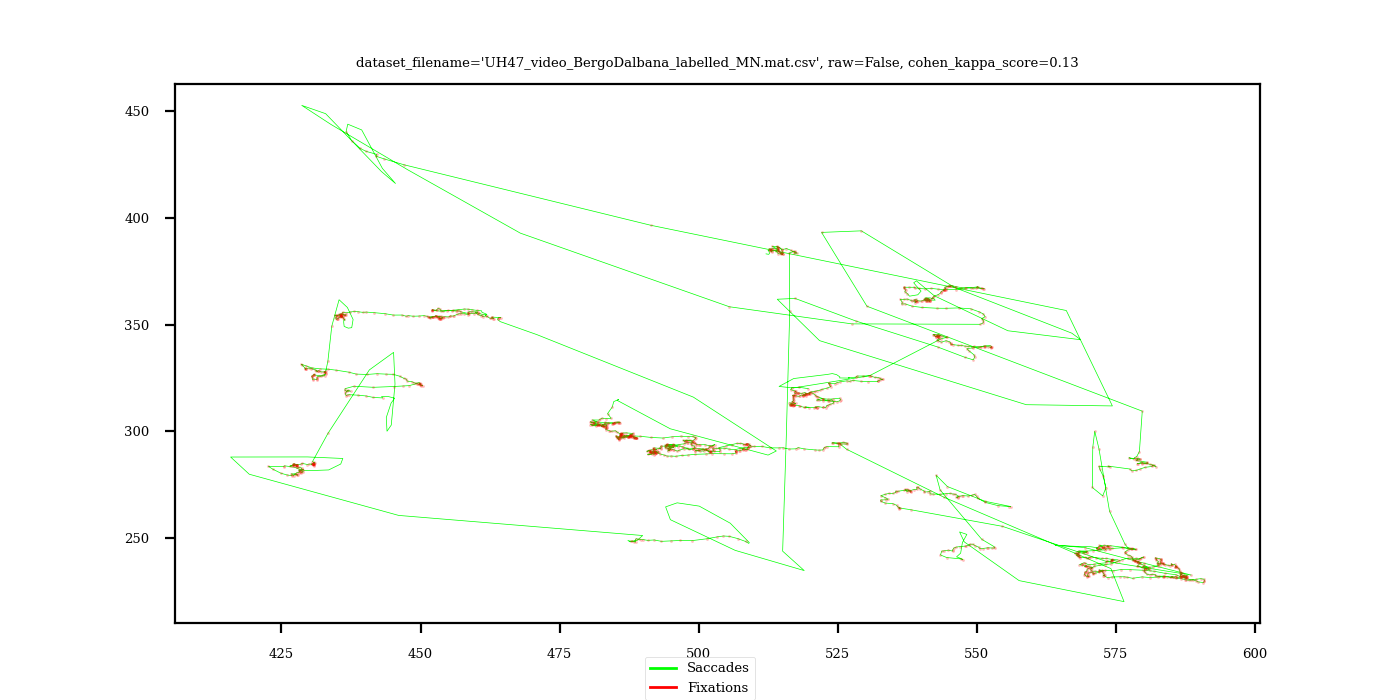 dataset_filename='UH47_video_BergoDalbana_labelled_MN.mat.csv', raw=False, cohen_kappa_score=0.13
450
400
350
300
250
425 450 475 500 525 550 575 600
Saccades
Fixations